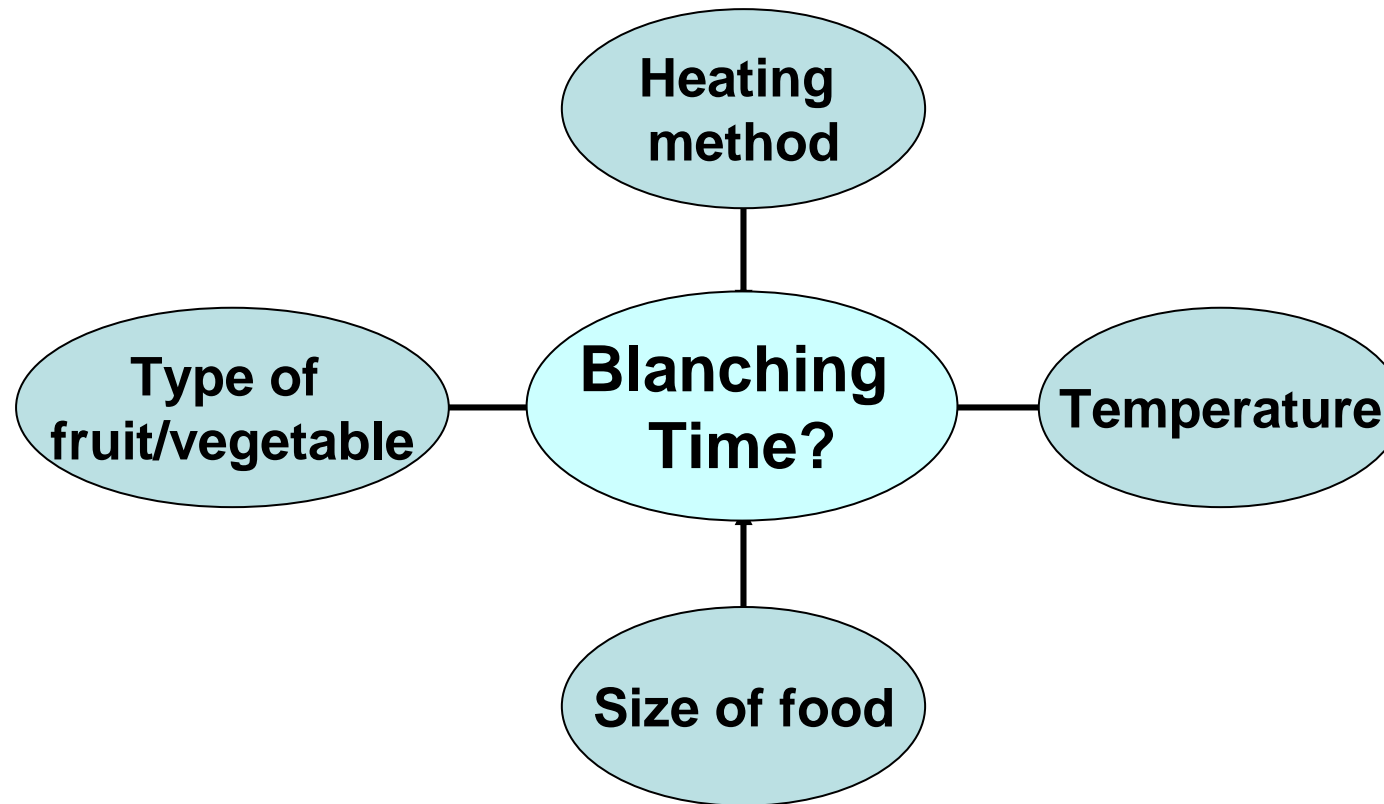 Heating
method
Type of
fruit/vegetable
Blanching
Time?
Temperature
Size of food